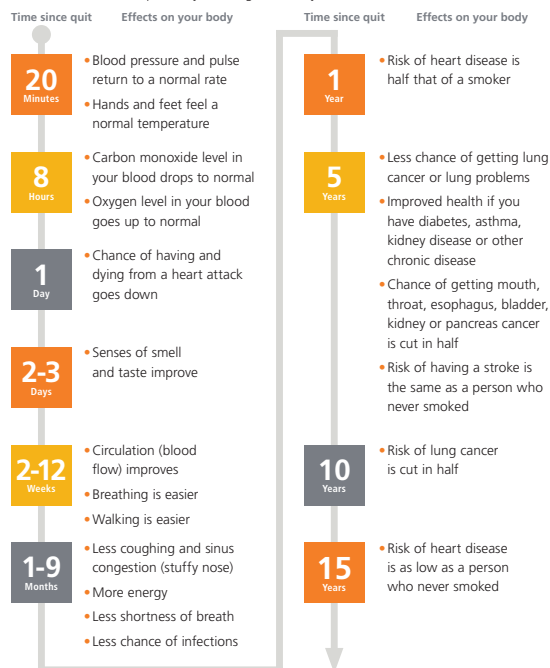 Time since quit
Effects on your body
20
Minutes
• Blood pressure and pulse
return to a normal rate
• Hands and feet feel a
normal temperature
8
Hours
• Carbon monoxide level in
your blood drops to normal
• Oxygen level in your blood
goes up to normal
1
Day
• Chance of having and
dying from a heart attack
goes down
2-3
Days
• Senses of smell
and taste improve
2-12
Weeks
• Circulation (blood
flow) improves
• Breathing is easier
• Walking is easier
1-9
Months
• Less coughing and sinus
congestion (stuffy nose)
• More energy
• Less shortness of breath
• Less chance of infections
Time since quit
Effects on your body
1
Year
• Risk of heart disease is
half that of a smoker
5
Years
• Less chance of getting lung
cancer or lung problems
• Improved health if you
have diabetes, asthma,
kidney disease or other
chronic disease
• Chance of getting mouth,
throat, esophagus, bladder,
kidney or pancreas cancer
is cut in half
• Risk of having a stroke is
the same as a person who
never smoked
10
Years
• Risk of lung cancer
is cut in half
15
Years
• Risk of heart disease
is as low as a person
who never smoked